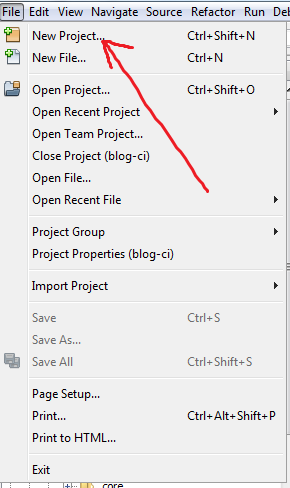 File Edit View Navigate Source Refactor Run
New Project... Ctrl+Shift+N
New File... Ctrl+N
Open Project... Ctrl+Shift+O
Open Recent Project
Open Team Project...
Close Project (blog-ci)
Open File...
Open Recent File
Project Group
Project Properties (blog-ci)
Import Project
Save Ctrl+S
Save As...
Save All Ctrl+Shift+S
Page Setup...
Print... Ctrl+Alt+Shift+P
Print to HTML...
Exit
core